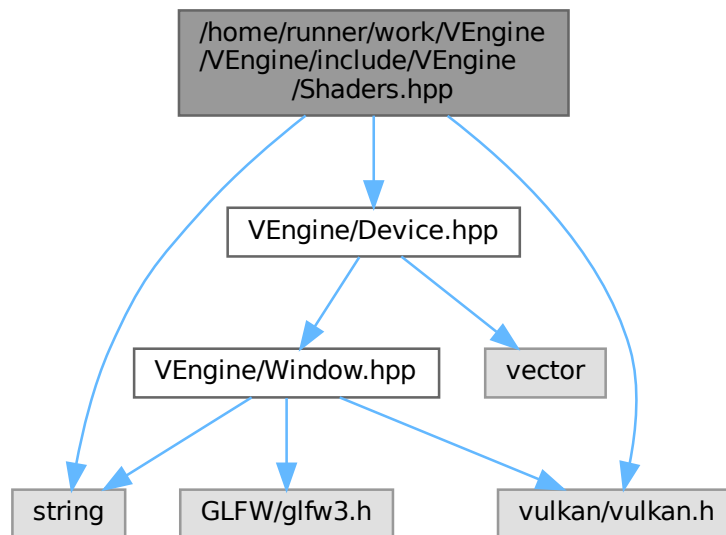 /home/runner/work/VEngine
/VEngine/include/VEngine
/Shaders.hpp
VEngine/Device.hpp
VEngine/Window.hpp
vector
string
GLFW/glfw3.h
vulkan/vulkan.h